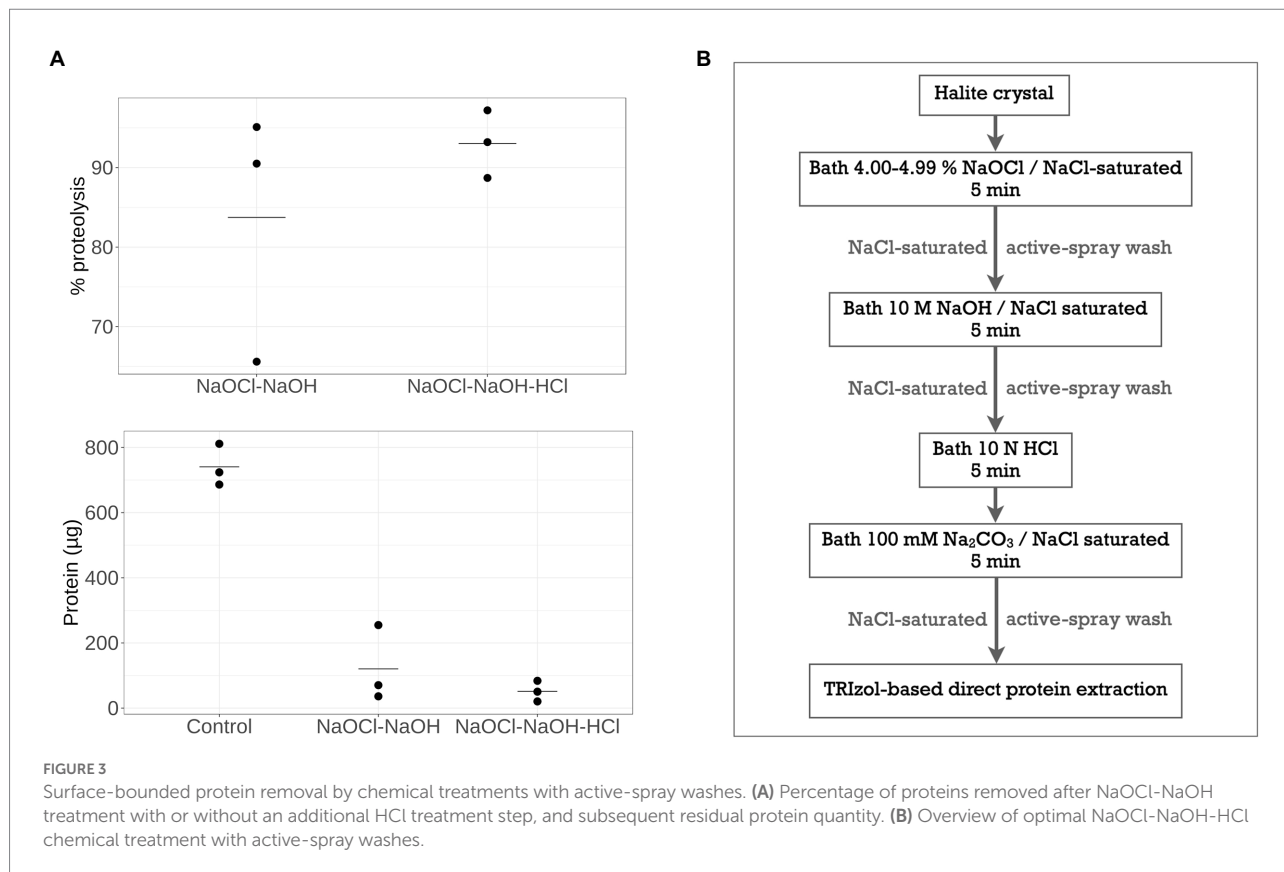 A
% proteolysis
90
80
70
NaOCl-NaOH NaOCl-NaOH-HCl
Protein (µg)
800
600
400
200
0
Control NaOCl-NaOH NaOCl-NaOH-HCl
B
Halite crystal
Bath 4.00-4.99 % NaOCl / NaCl-saturated
5 min
NaCl-saturated active-spray wash
Bath 10 M NaOH / NaCl saturated
5 min
NaCl-saturated active-spray wash
Bath 10 N HCl
5 min
Bath 100 mM Na₂CO₃ / NaCl saturated
5 min
NaCl-saturated active-spray wash
TRIzol-based direct protein extraction
FIGURE 3
Surface-bounded protein removal by chemical treatments with active-spray washes. (A) Percentage of proteins removed after NaOCl-NaOH
treatment with or without an additional HCl treatment step, and subsequent residual protein quantity. (B) Overview of optimal NaOCl-NaOH-HCl
chemical treatment with active-spray washes.